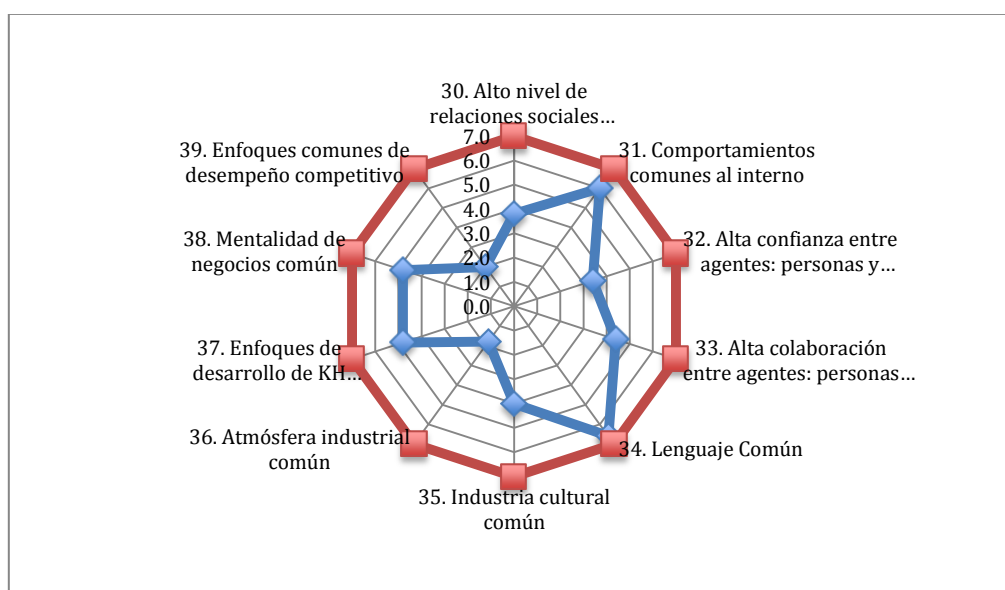 30. Alto nivel de
relaciones sociales...
7.0
6.0
5.0
4.0
3.0
2.0
1.0
0.0
31. Comportamientos
comunes al interno
32. Alta confianza entre
agentes: personas y...
33. Alta colaboración
entre agentes: personas...
34. Lenguaje Común
35. Industria cultural
común
36. Atmósfera industrial
común
37. Enfoques de
desarrollo de KH...
38. Mentalidad de
negocios común
39. Enfoques comunes de
desempeño competitivo